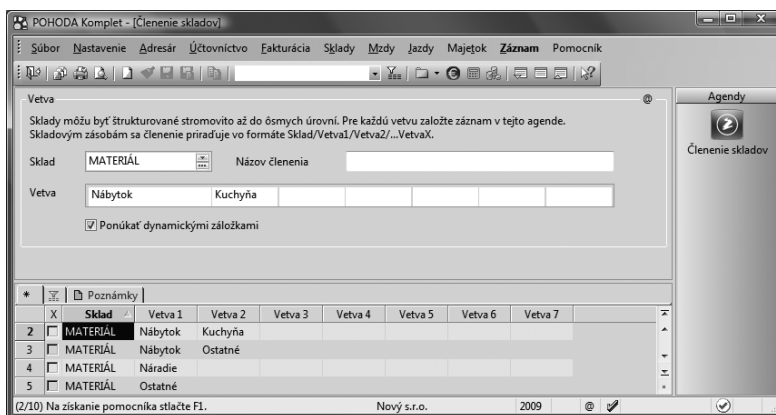 POHODA Komplet - [Členenie skladov]
Súbor Nastavenie Adresár Účtovníctvo Fakturácia Sklady Mzdy Jazdy Majetok Záznam Pomocník
Vetva @
Agendy
Sklady môžu byť štrukturované stromovito až do ôsmych úrovní. Pre každú vetvu založte záznam v tejto agende.
Skladovým zásobám sa členenie priraďuje vo formáte Sklad/Vetva1/Vetva2/...VetvaX.
Členenie skladov
Sklad MATERIÁL Názov členenia
Vetva Nábytok Kuchyňa
Ponúkať dynamickými záložkami
* Poznámky
X Sklad Vetva 1 Vetva 2 Vetva 3 Vetva 4 Vetva 5 Vetva 6 Vetva 7
2 MATERIÁL Nábytok Kuchyňa
3 MATERIÁL Nábytok Ostatné
4 MATERIÁL Náradie
5 MATERIÁL Ostatné
(2/10) Na získanie pomocníka stlačte F1. Nový s.r.o. 2009 @